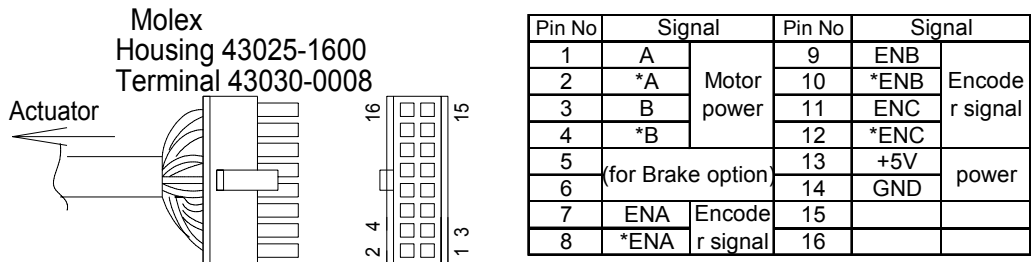 Molex
Housing 43025-1600
Terminal 43030-0008
Actuator
16 15
4 3
2 1
Pin No Signal Pin No Signal
1 A Motor power 9 ENB Encode r signal
2 *A 10 *ENB
3 B 11 ENC
4 *B 12 *ENC
5 (for Brake option) 13 +5V power
6 14 GND
7 ENA Encode r signal 15
8 *ENA 16